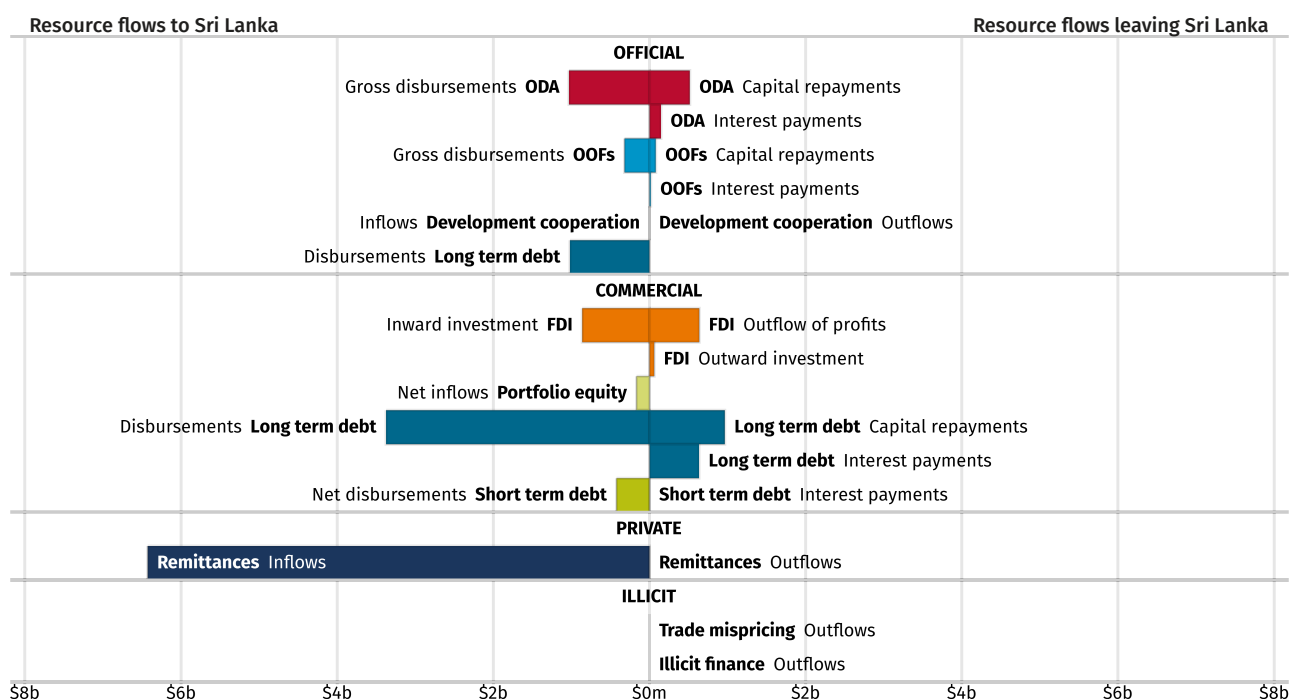 Resource flows to Sri Lanka Resource flows leaving Sri Lanka
OFFICIAL
Gross disbursements ODA ODA Capital repayments
ODA Interest payments
Gross disbursements OOFs OOFs Capital repayments
OOFs Interest payments
Inflows Development cooperation Development cooperation Outflows
Disbursements Long term debt
COMMERCIAL
Inward investment FDI FDI Outflow of profits
FDI Outward investment
Net inflows Portfolio equity
Disbursements Long term debt Long term debt Capital repayments
Long term debt Interest payments
Net disbursements Short term debt Short term debt Interest payments
PRIVATE
Remittances Inflows Remittances Outflows
ILLICIT
Trade mispricing Outflows
Illicit finance Outflows
$8b $6b $4b $2b $0m $2b $4b $6b $8b